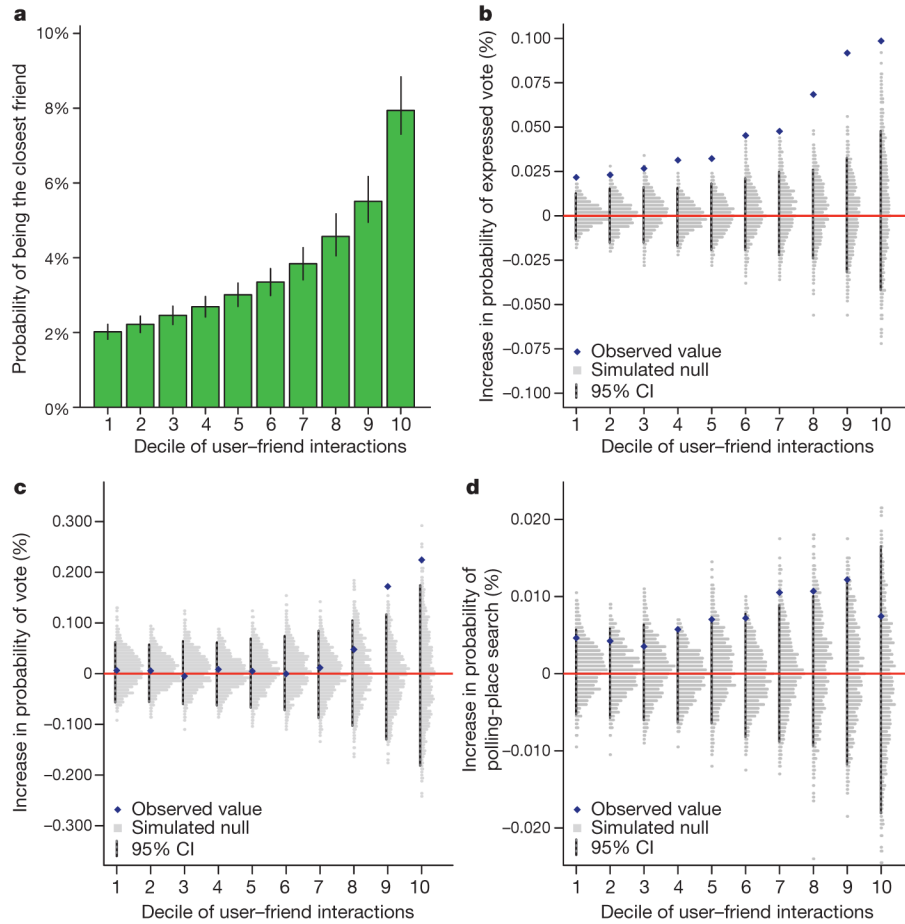 a
Probability of being the closest friend
10%
8%
6%
4%
2%
0%
1 2 3 4 5 6 7 8 9 10
Decile of user–friend interactions
b
Increase in probability of expressed vote (%)
0.100
0.075
0.050
0.025
0
−0.025
−0.050
−0.075
−0.100
Observed value
Simulated null
95% CI
1 2 3 4 5 6 7 8 9 10
Decile of user–friend interactions
c
Increase in probability of vote (%)
0.300
0.200
0.100
0
−0.100
−0.200
−0.300
Observed value
Simulated null
95% CI
1 2 3 4 5 6 7 8 9 10
Decile of user–friend interactions
d
Increase in probability of
polling-place search (%)
0.020
0.010
0
−0.010
−0.020
Observed value
Simulated null
95% CI
1 2 3 4 5 6 7 8 9 10
Decile of user–friend interactions